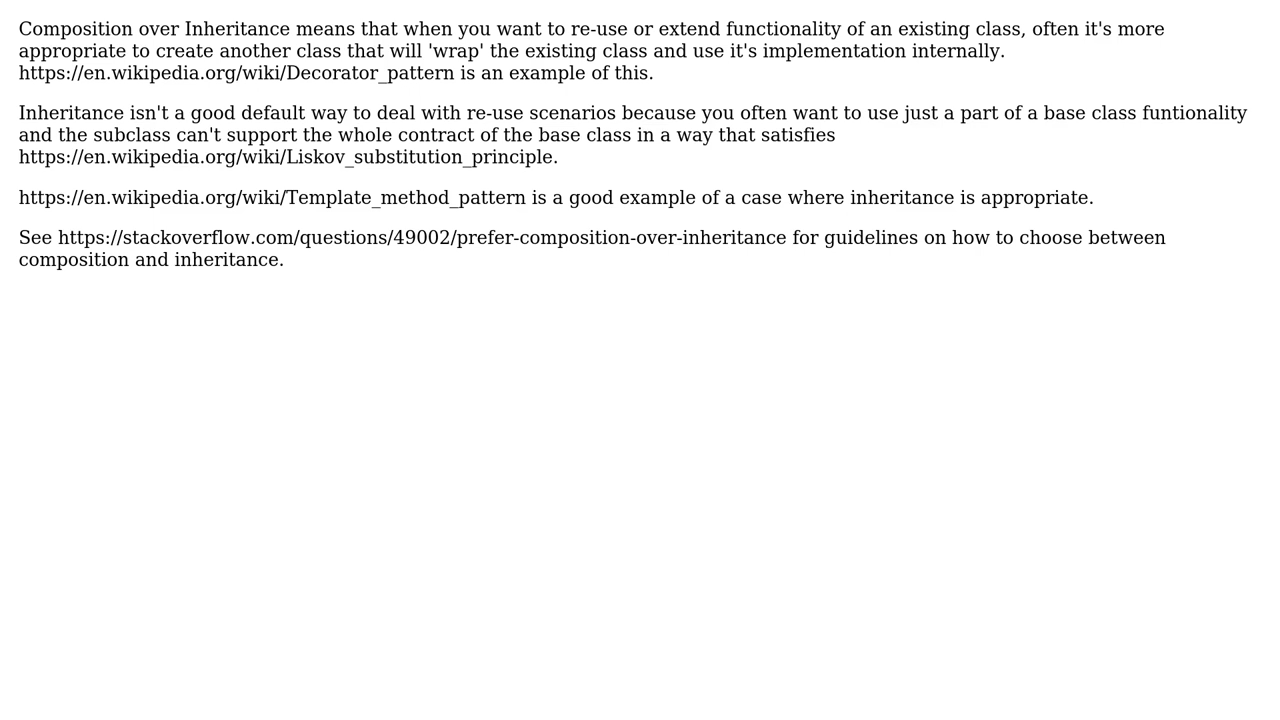 Composition over Inheritance means that when you want to re-use or extend functionality of an existing class, often it's more
appropriate to create another class that will 'wrap' the existing class and use it's implementation internally.
https://en.wikipedia.org/wiki/Decorator_pattern is an example of this.
Inheritance isn't a good default way to deal with re-use scenarios because you often want to use just a part of a base class funtionality
and the subclass can't support the whole contract of the base class in a way that satisfies
https://en.wikipedia.org/wiki/Liskov_substitution_principle.
https://en.wikipedia.org/wiki/Template_method_pattern is a good example of a case where inheritance is appropriate.
See https://stackoverflow.com/questions/49002/prefer-composition-over-inheritance for guidelines on how to choose between
composition and inheritance.